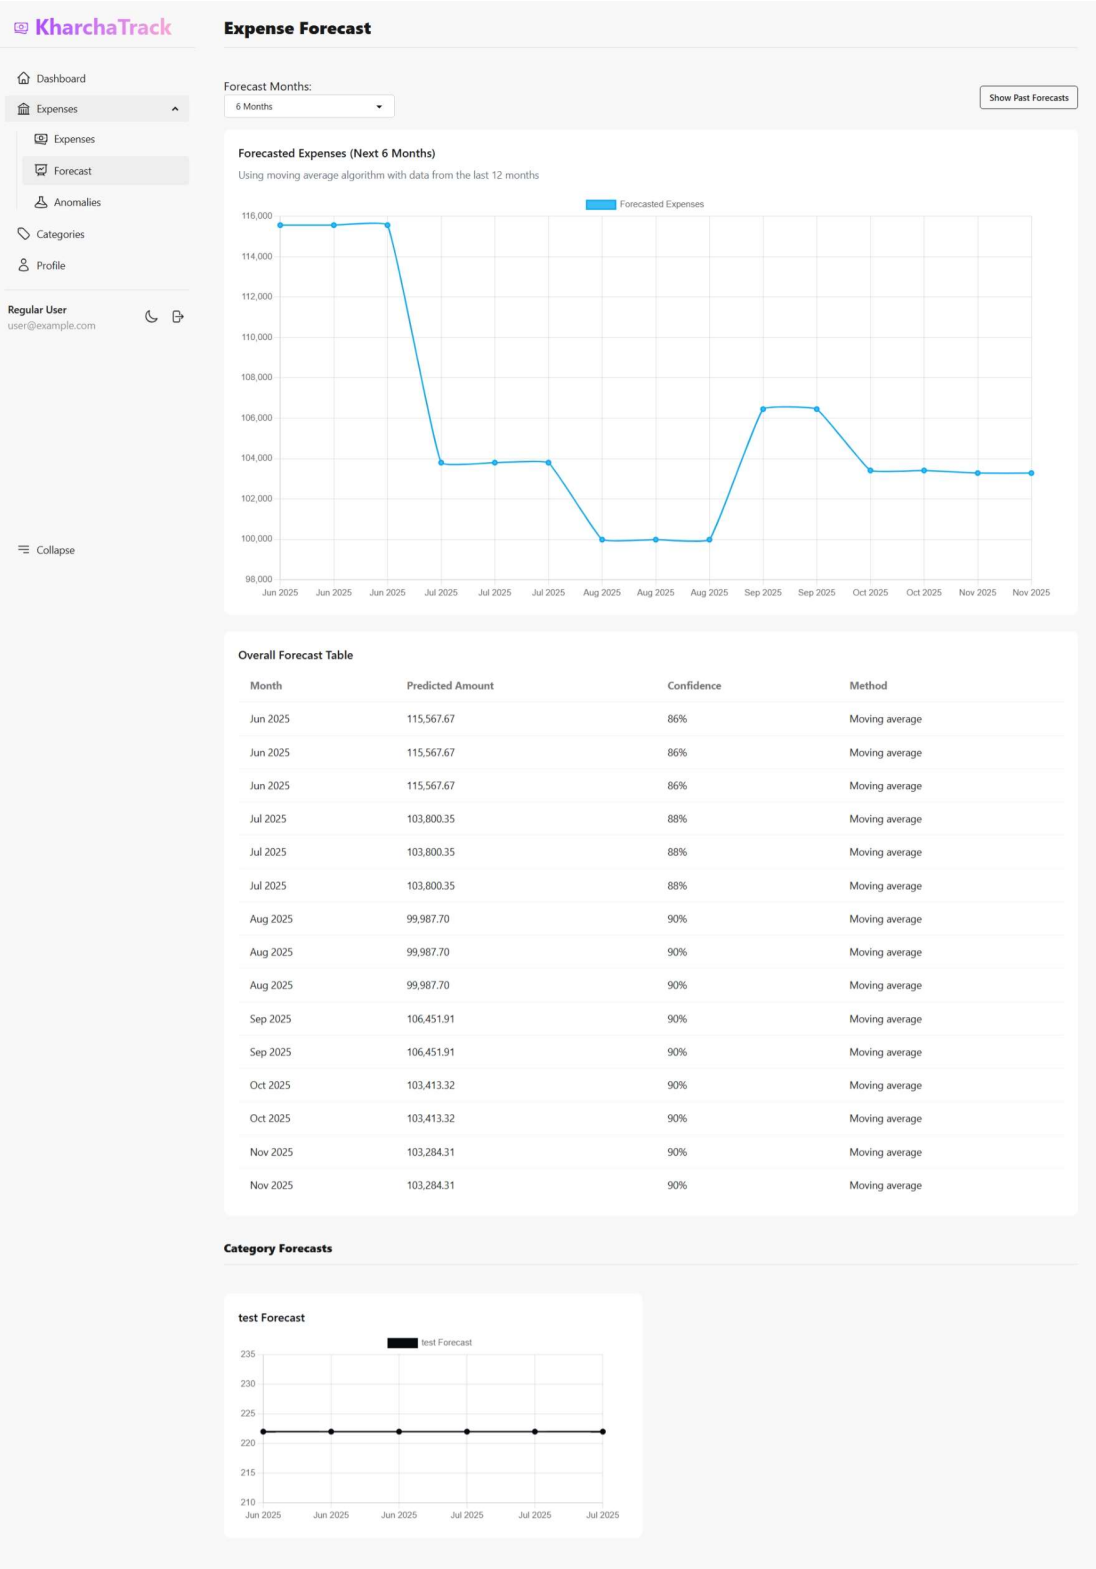 KharchaTrack
Dashboard
Expenses
Expenses
Forecast
Anomalies
Categories
Profile
Regular User
user@example.com
Collapse
Expense Forecast
Forecast Months:
6 Months
Show Past Forecasts
Forecasted Expenses (Next 6 Months)
Using moving average algorithm with data from the last 12 months
Forecasted Expenses
116,000
114,000
112,000
110,000
108,000
106,000
104,000
102,000
100,000
98,000
Jun 2025 Jun 2025 Jun 2025 Jul 2025 Jul 2025 Jul 2025 Aug 2025 Aug 2025 Aug 2025 Sep 2025 Sep 2025 Oct 2025 Oct 2025 Nov 2025 Nov 2025
Overall Forecast Table
Month Predicted Amount Confidence Method
Jun 2025 115,567.67 86% Moving average
Jun 2025 115,567.67 86% Moving average
Jun 2025 115,567.67 86% Moving average
Jul 2025 103,800.35 88% Moving average
Jul 2025 103,800.35 88% Moving average
Jul 2025 103,800.35 88% Moving average
Aug 2025 99,987.70 90% Moving average
Aug 2025 99,987.70 90% Moving average
Aug 2025 99,987.70 90% Moving average
Sep 2025 106,451.91 90% Moving average
Sep 2025 106,451.91 90% Moving average
Oct 2025 103,413.32 90% Moving average
Oct 2025 103,413.32 90% Moving average
Nov 2025 103,284.31 90% Moving average
Nov 2025 103,284.31 90% Moving average
Category Forecasts
test Forecast
test Forecast
235
230
225
220
215
210
Jun 2025 Jun 2025 Jun 2025 Jul 2025 Jul 2025 Jul 2025